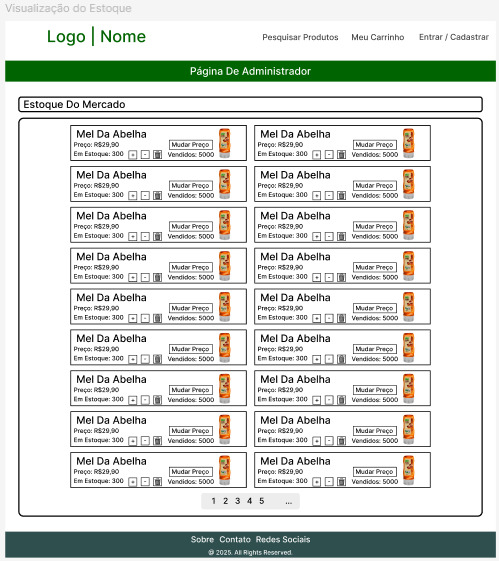 Visualização do Estoque
Logo | Nome
Pesquisar Produtos Meu Carrinho Entrar / Cadastrar
Página De Administrador
Estoque Do Mercado
Mel Da Abelha
Preço: R$29,90 Mudar Preço
Em Estoque: 300 + - Vendidos: 5000
Mel Da Abelha
Preço: R$29,90 Mudar Preço
Em Estoque: 300 + - Vendidos: 5000
Mel Da Abelha
Preço: R$29,90 Mudar Preço
Em Estoque: 300 + - Vendidos: 5000
Mel Da Abelha
Preço: R$29,90 Mudar Preço
Em Estoque: 300 + - Vendidos: 5000
Mel Da Abelha
Preço: R$29,90 Mudar Preço
Em Estoque: 300 + - Vendidos: 5000
Mel Da Abelha
Preço: R$29,90 Mudar Preço
Em Estoque: 300 + - Vendidos: 5000
Mel Da Abelha
Preço: R$29,90 Mudar Preço
Em Estoque: 300 + - Vendidos: 5000
Mel Da Abelha
Preço: R$29,90 Mudar Preço
Em Estoque: 300 + - Vendidos: 5000
Mel Da Abelha
Preço: R$29,90 Mudar Preço
Em Estoque: 300 + - Vendidos: 5000
Mel Da Abelha
Preço: R$29,90 Mudar Preço
Em Estoque: 300 + - Vendidos: 5000
Mel Da Abelha
Preço: R$29,90 Mudar Preço
Em Estoque: 300 + - Vendidos: 5000
Mel Da Abelha
Preço: R$29,90 Mudar Preço
Em Estoque: 300 + - Vendidos: 5000
Mel Da Abelha
Preço: R$29,90 Mudar Preço
Em Estoque: 300 + - Vendidos: 5000
Mel Da Abelha
Preço: R$29,90 Mudar Preço
Em Estoque: 300 + - Vendidos: 5000
Mel Da Abelha
Preço: R$29,90 Mudar Preço
Em Estoque: 300 + - Vendidos: 5000
Mel Da Abelha
Preço: R$29,90 Mudar Preço
Em Estoque: 300 + - Vendidos: 5000
Mel Da Abelha
Preço: R$29,90 Mudar Preço
Em Estoque: 300 + - Vendidos: 5000
Mel Da Abelha
Preço: R$29,90 Mudar Preço
Em Estoque: 300 + - Vendidos: 5000
1 2 3 4 5 ...
Sobre Contato Redes Sociais
@ 2025. All Rights Reserved.